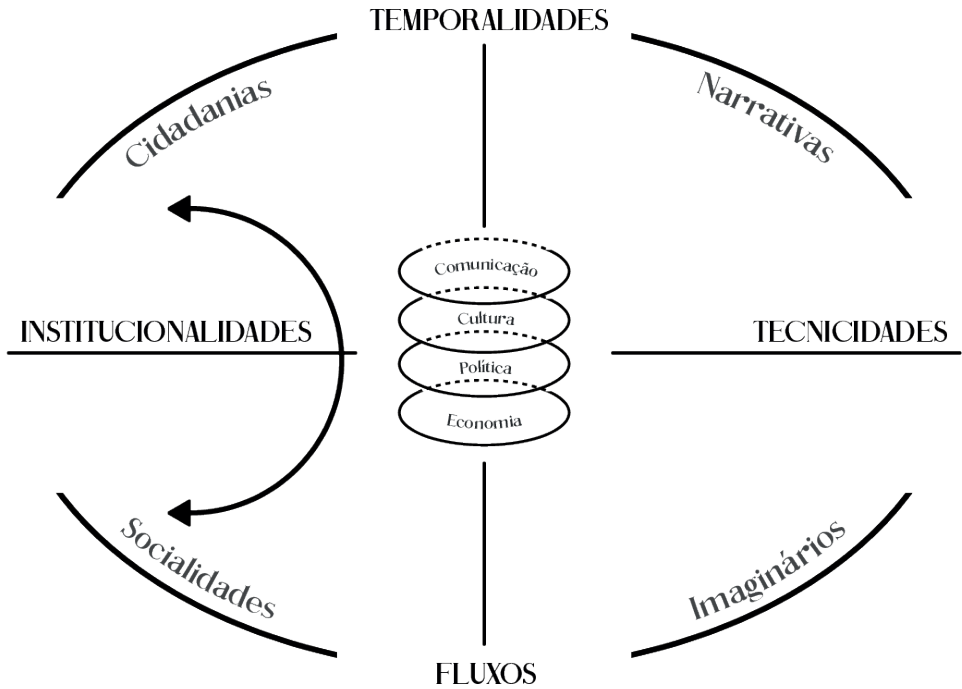 TEMPORALIDADES
Cidadanias
Narrativas
Comunicação
Cultura
INSTITUCIONALIDADES
TECNICIDADES
Política
Economia
Socialidades
Imaginários
FLUXOS